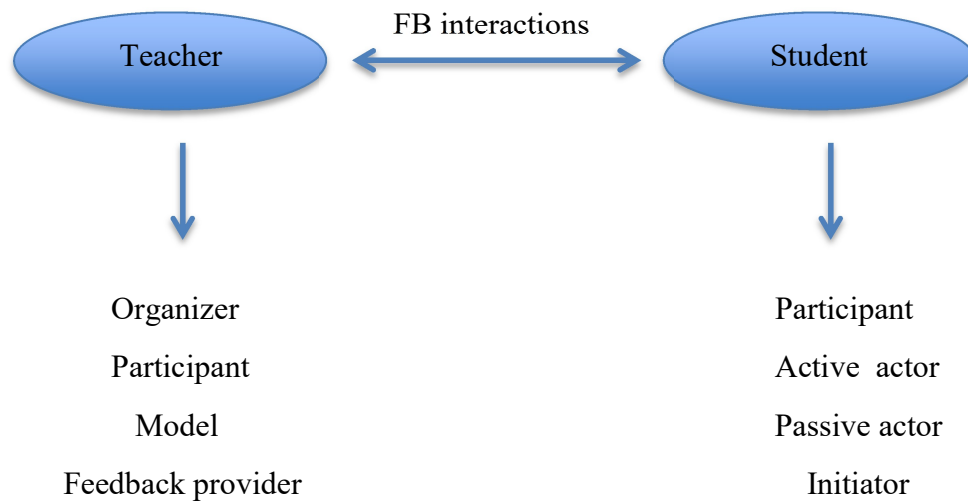 FB interactions
Teacher
Student
Organizer
Participant
Model
Feedback provider
Participant
Active actor
Passive actor
Initiator